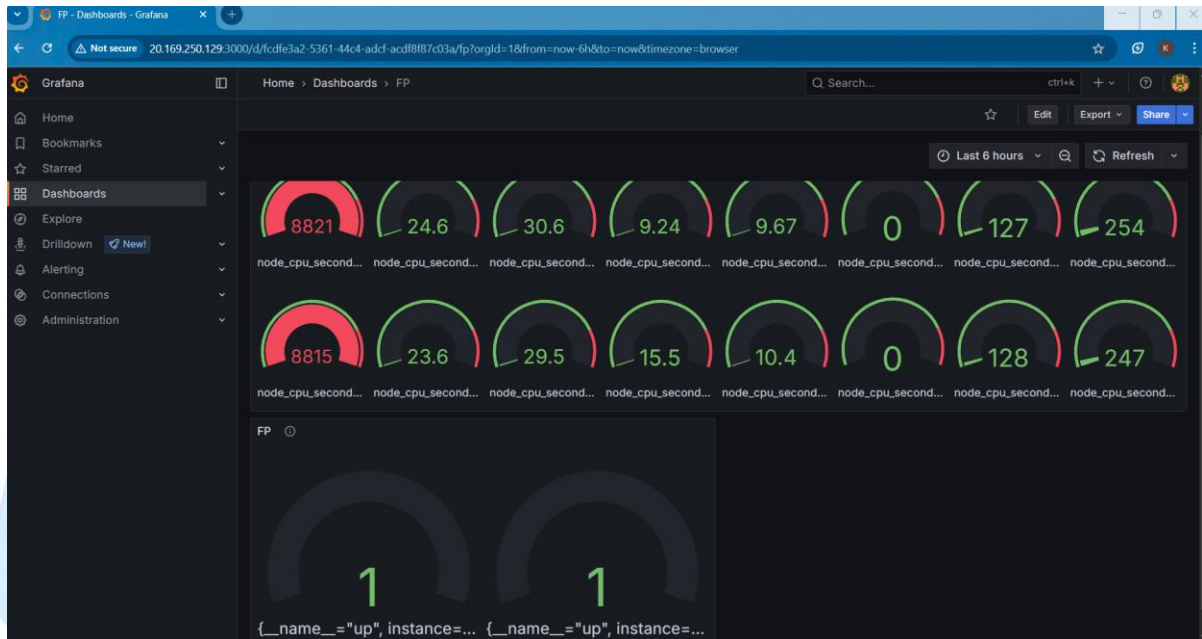 FP - Dashboards - Grafana
Not secure 20.169.250.129:3000/d/fcdfe3a2-5361-44c4-adcf-acdf8f87c03a/fp?orgId=1&from=now-6h&to=now&timezone=browser
K
Grafana
Home › Dashboards › FP
Search...
ctrl+k
Home
Edit
Export
Share
Bookmarks
Last 6 hours
Refresh
Starred
Dashboards
Explore
Drilldown
New!
Alerting
Connections
Administration
8821 24.6 30.6 9.24 9.67 0 127 254
node_cpu_second... node_cpu_second... node_cpu_second... node_cpu_second... node_cpu_second... node_cpu_second... node_cpu_second... node_cpu_second...
8815 23.6 29.5 15.5 10.4 0 128 247
node_cpu_second... node_cpu_second... node_cpu_second... node_cpu_second... node_cpu_second... node_cpu_second... node_cpu_second... node_cpu_second...
FP
1 1
{__name__="up", instance=... {__name__="up", instance=...